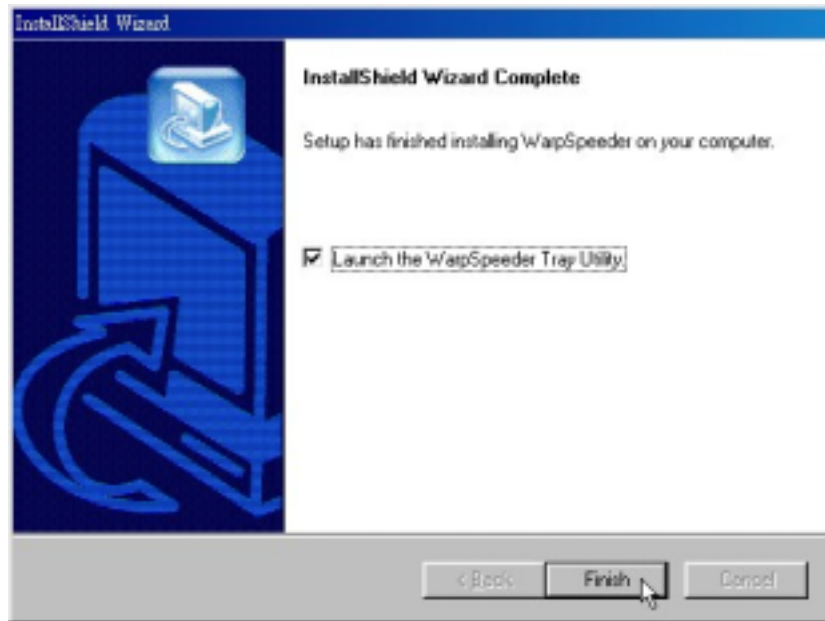 InstallShield Wizard
InstallShield Wizard Complete
Setup has finished installing WarpSpeeder on your computer.
Launch the WarpSpeeder Tray Utility.
< Back
Finish
Cancel